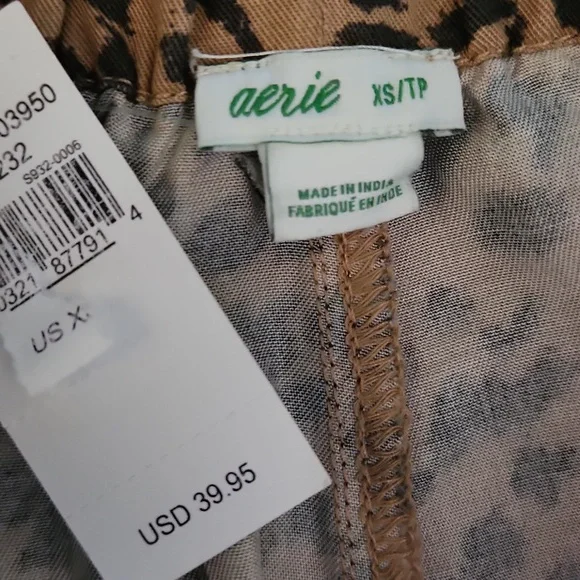 aerie XS/TP
MADE IN INDIA
FABRIQUÉ EN INDE
03950
232
S932-0006
0321 87791 4
US X
USD 39.95